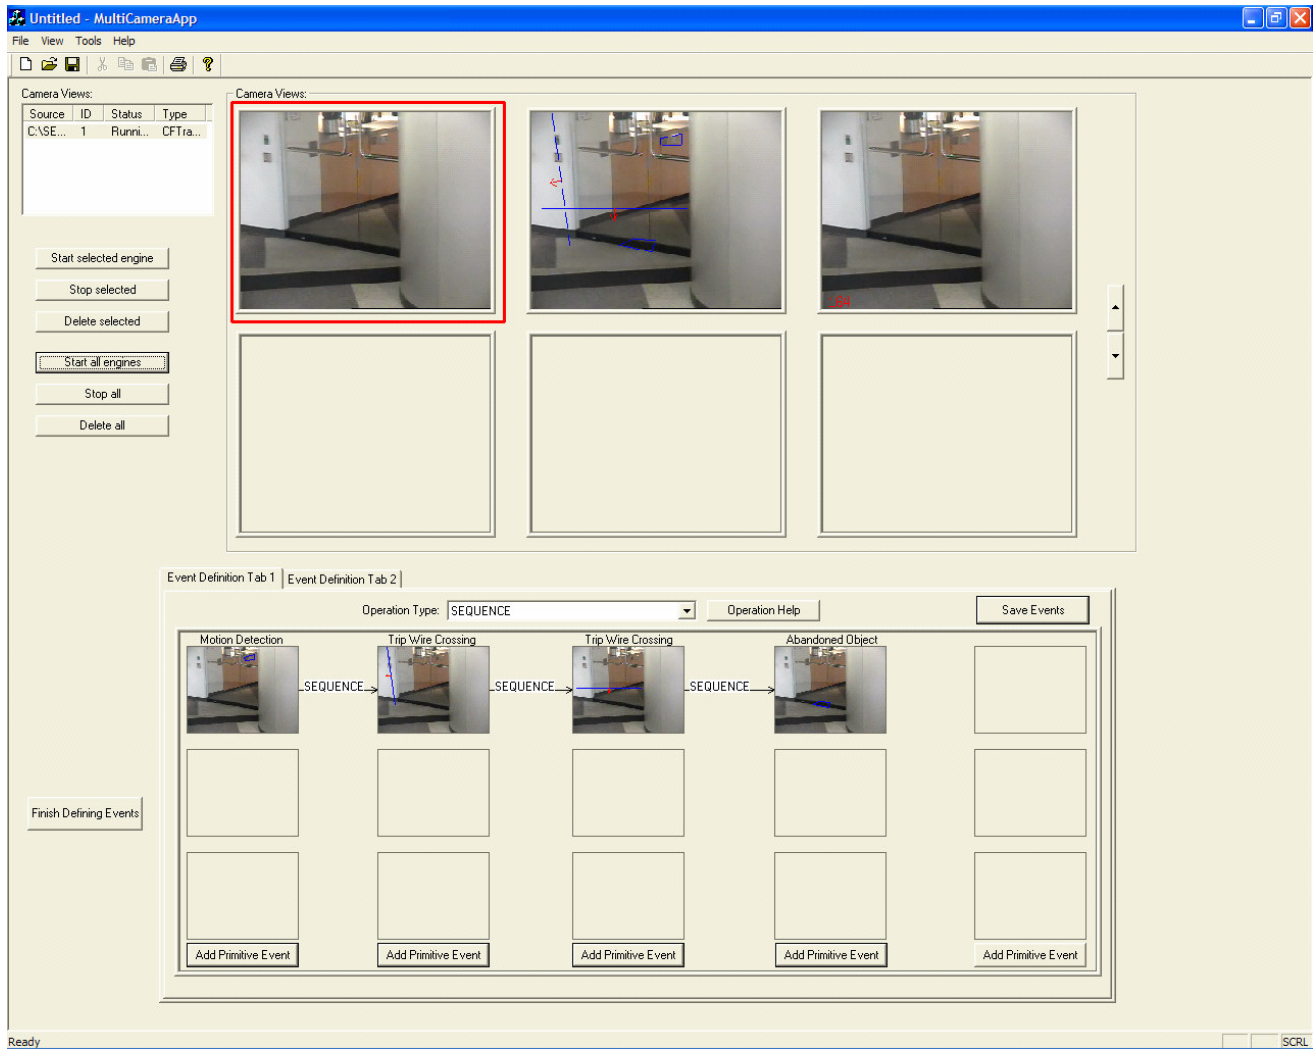 Untitled - MultiCameraApp
File View Tools Help
Camera Views:
Source ID Status Type
C:\SE... 1 Runni... CFTra...
Camera Views:
164
Start selected engine
Stop selected
Delete selected
Start all engines
Stop all
Delete all
Event Definition Tab 1 Event Definition Tab 2
Operation Type: SEQUENCE Operation Help Save Events
Motion Detection Trip Wire Crossing Trip Wire Crossing Abandoned Object
SEQUENCE SEQUENCE SEQUENCE
Finish Defining Events
Add Primitive Event Add Primitive Event Add Primitive Event Add Primitive Event Add Primitive Event
Ready SCRL